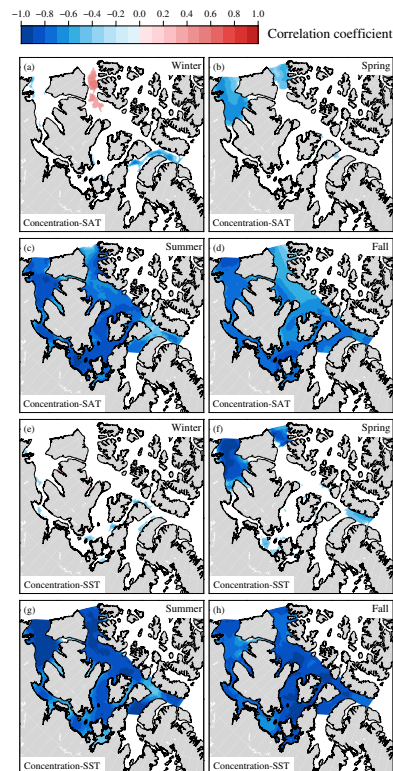 −1.0 −0.8 −0.6 −0.4 −0.2 0.0 0.2 0.4 0.6 0.8 1.0
Correlation coefficient
(a) Winter
Concentration-SAT
(b) Spring
Concentration-SAT
(c) Summer
Concentration-SAT
(d) Fall
Concentration-SAT
(e) Winter
Concentration-SST
(f) Spring
Concentration-SST
(g) Summer
Concentration-SST
(h) Fall
Concentration-SST